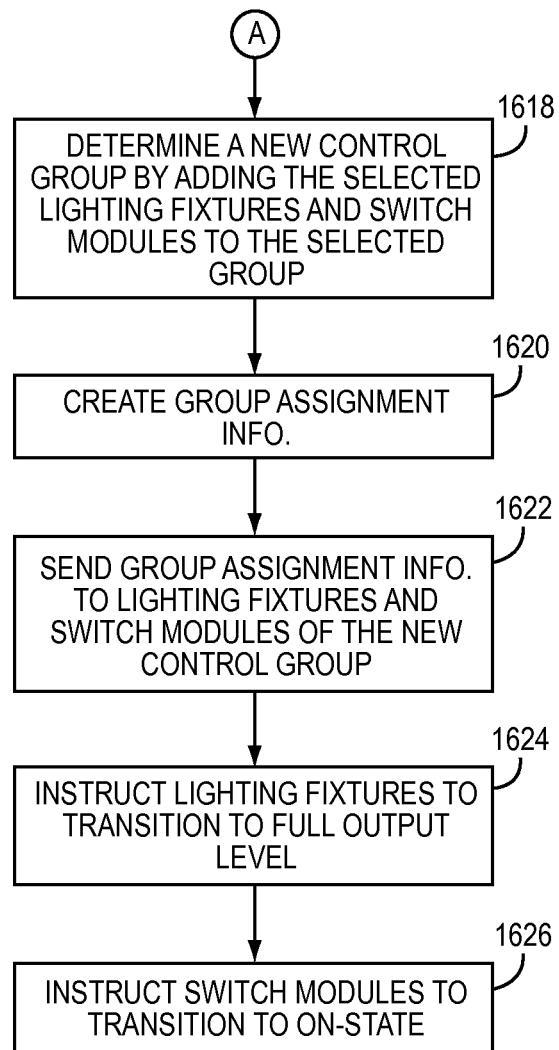 A
1618
DETERMINE A NEW CONTROL
GROUP BY ADDING THE SELECTED
LIGHTING FIXTURES AND SWITCH
MODULES TO THE SELECTED
GROUP
1620
CREATE GROUP ASSIGNMENT
INFO.
1622
SEND GROUP ASSIGNMENT INFO.
TO LIGHTING FIXTURES AND
SWITCH MODULES OF THE NEW
CONTROL GROUP
1624
INSTRUCT LIGHTING FIXTURES TO
TRANSITION TO FULL OUTPUT
LEVEL
1626
INSTRUCT SWITCH MODULES TO
TRANSITION TO ON-STATE